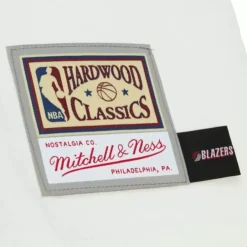 HARDWOOD
NBA
CLASSICS
NOSTALGIA CO.
Mitchell & Ness
PHILADELPHIA, PA.
BLAZERS